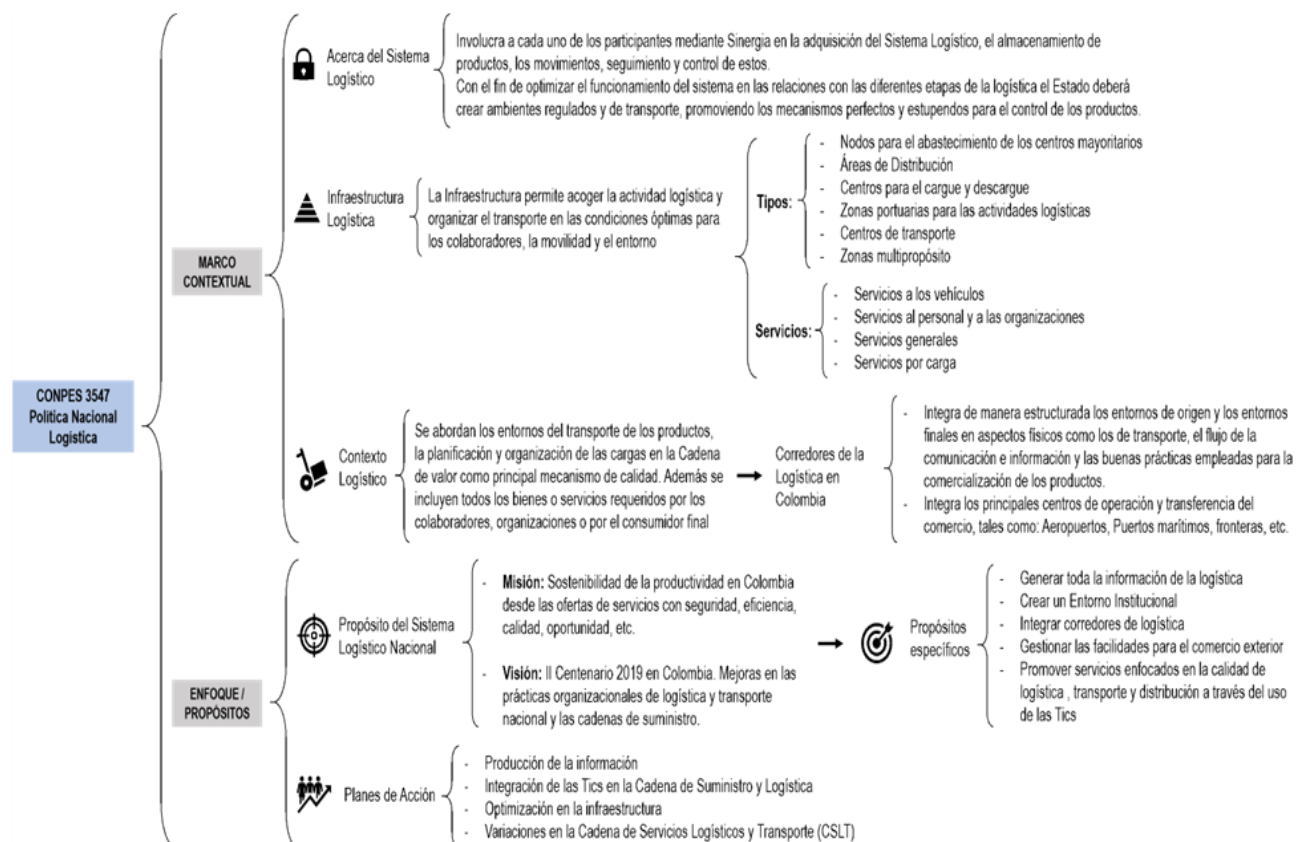 CONPES 3547
Política Nacional
Logística
MARCO
CONTEXTUAL
Acerca del Sistema
Logístico
Involucra a cada uno de los participantes mediante Sinergia en la adquisición del Sistema Logístico, el almacenamiento de
productos, los movimientos, seguimiento y control de estos.
Con el fin de optimizar el funcionamiento del sistema en las relaciones con las diferentes etapas de la logística el Estado deberá
crear ambientes regulados y de transporte, promoviendo los mecanismos perfectos y estupendos para el control de los productos.
Infraestructura
Logística
La Infraestructura permite acoger la actividad logística y
organizar el transporte en las condiciones óptimas para
los colaboradores, la movilidad y el entorno
Tipos:
- Nodos para el abastecimiento de los centros mayoritarios
- Áreas de Distribución
- Centros para el cargue y descargue
- Zonas portuarias para las actividades logísticas
- Centros de transporte
- Zonas multipropósito
Servicios:
- Servicios a los vehículos
- Servicios al personal y a las organizaciones
- Servicios generales
- Servicios por carga
Contexto
Logístico
Se abordan los entornos del transporte de los productos,
la planificación y organización de las cargas en la Cadena
de valor como principal mecanismo de calidad. Además se
incluyen todos los bienes o servicios requeridos por los
colaboradores, organizaciones o por el consumidor final
Corredores de la
Logística en
Colombia
- Integra de manera estructurada los entornos de origen y los entornos
finales en aspectos físicos como los de transporte, el flujo de la
comunicación e información y las buenas prácticas empleadas para la
comercialización de los productos.
- Integra los principales centros de operación y transferencia del
comercio, tales como: Aeropuertos, Puertos marítimos, fronteras, etc.
ENFOQUE /
PROPÓSITOS
Propósito del Sistema
Logístico Nacional
- Misión: Sostenibilidad de la productividad en Colombia
desde las ofertas de servicios con seguridad, eficiencia,
calidad, oportunidad, etc.
- Visión: II Centenario 2019 en Colombia. Mejoras en las
prácticas organizacionales de logística y transporte
nacional y las cadenas de suministro.
Propósitos
específicos
- Generar toda la información de la logística
- Crear un Entorno Institucional
- Integrar corredores de logística
- Gestionar las facilidades para el comercio exterior
- Promover servicios enfocados en la calidad de
logística , transporte y distribución a través del uso
de las Tics
Planes de Acción
- Producción de la información
- Integración de las Tics en la Cadena de Suministro y Logística
- Optimización en la infraestructura
- Variaciones en la Cadena de Servicios Logísticos y Transporte (CSLT)